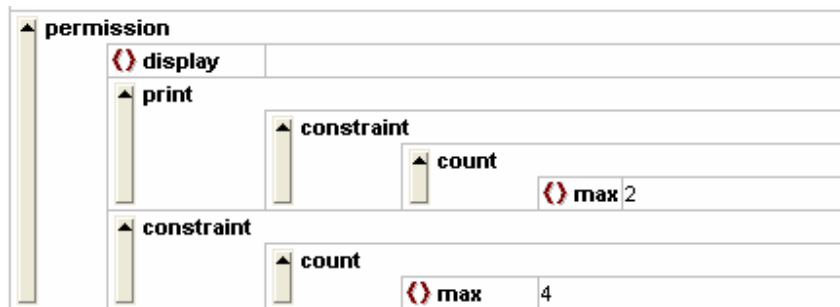 permission
display
print
constraint
count
max 2
constraint
count
max 4